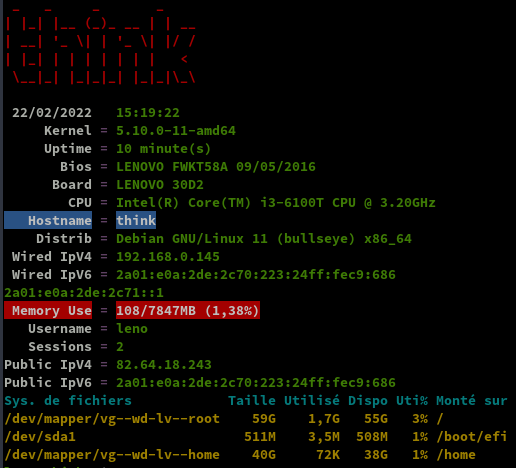 think
22/02/2022 15:19:22
Kernel = 5.10.0-11-amd64
Uptime = 10 minute(s)
Bios = LENOVO FWKT58A 09/05/2016
Board = LENOVO 30D2
CPU = Intel(R) Core(TM) i3-6100T CPU @ 3.20GHz
Hostname = think
Distrib = Debian GNU/Linux 11 (bullseye) x86_64
Wired IpV4 = 192.168.0.145
Wired IpV6 = 2a01:e0a:2de:2c70:223:24ff:fec9:686
2a01:e0a:2de:2c71::1
Memory Use = 108/7847MB (1,38%)
Username = leno
Sessions = 2
Public IpV4 = 82.64.18.243
Public IpV6 = 2a01:e0a:2de:2c70:223:24ff:fec9:686
Sys. de fichiers Taille Utilisé Dispo Uti% Monté sur
/dev/mapper/vg--wd-lv--root 59G 1,7G 55G 3% /
/dev/sda1 511M 3,5M 508M 1% /boot/efi
/dev/mapper/vg--wd-lv--home 40G 72K 38G 1% /home